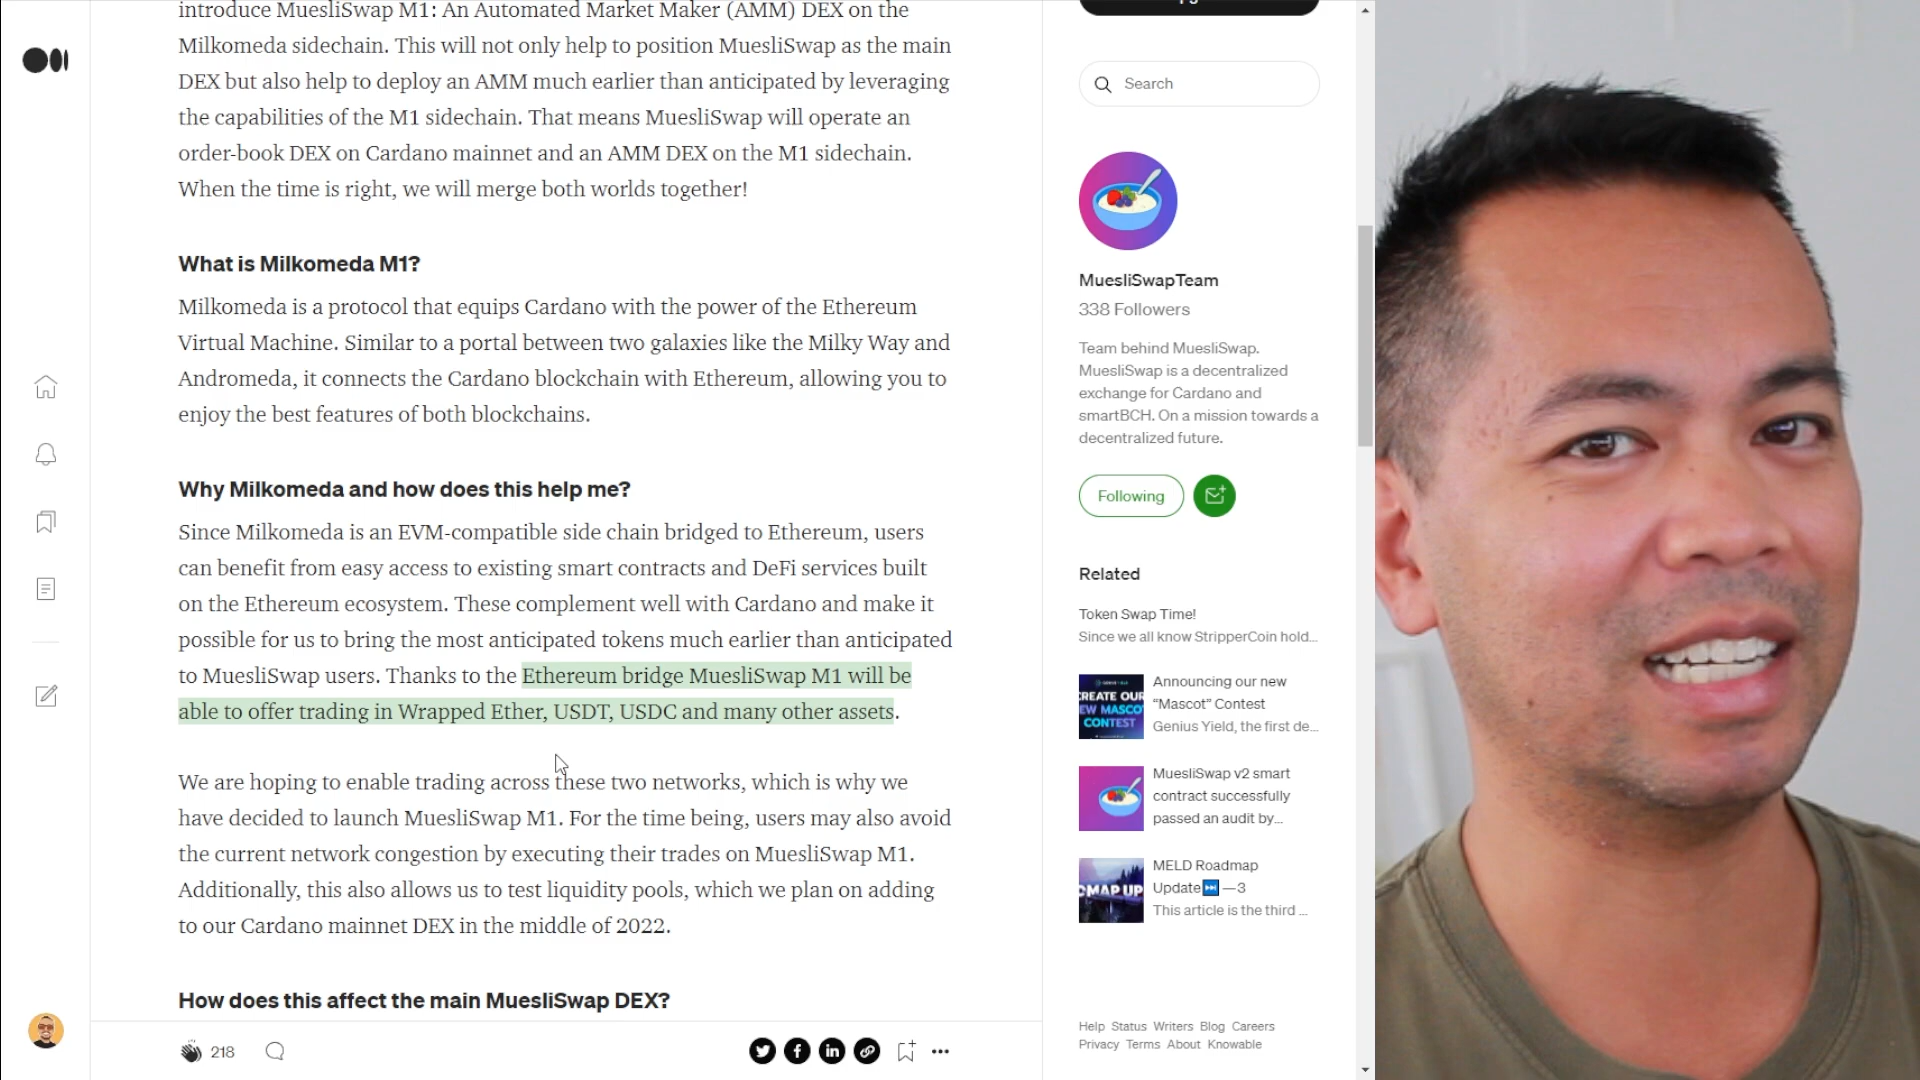 introduce MuesliSwap M1: An Automated Market Maker (AMM) DEX on the
Milkomeda sidechain. This will not only help to position MuesliSwap as the main
DEX but also help to deploy an AMM much earlier than anticipated by leveraging
the capabilities of the M1 sidechain. That means MuesliSwap will operate an
order-book DEX on Cardano mainnet and an AMM DEX on the M1 sidechain.
When the time is right, we will merge both worlds together!
What is Milkomeda M1?
Milkomeda is a protocol that equips Cardano with the power of the Ethereum
Virtual Machine. Similar to a portal between two galaxies like the Milky Way and
Andromeda, it connects the Cardano blockchain with Ethereum, allowing you to
enjoy the best features of both blockchains.
Why Milkomeda and how does this help me?
Since Milkomeda is an EVM-compatible side chain bridged to Ethereum, users
can benefit from easy access to existing smart contracts and DeFi services built
on the Ethereum ecosystem. These complement well with Cardano and make it
possible for us to bring the most anticipated tokens much earlier than anticipated
to MuesliSwap users. Thanks to the Ethereum bridge MuesliSwap M1 will be
able to offer trading in Wrapped Ether, USDT, USDC and many other assets.
We are hoping to enable trading across these two networks, which is why we
have decided to launch MuesliSwap M1. For the time being, users may also avoid
the current network congestion by executing their trades on MuesliSwap M1.
Additionally, this also allows us to test liquidity pools, which we plan on adding
to our Cardano mainnet DEX in the middle of 2022.
How does this affect the main MuesliSwap DEX?
218
Search
MuesliSwapTeam
338 Followers
Team behind MuesliSwap.
MuesliSwap is a decentralized
exchange for Cardano and
smartBCH. On a mission towards a
decentralized future.
Following
Related
Token Swap Time!
Since we all know StripperCoin hold...
CREATE OUR
NEW MASCOT
CONTEST
Announcing our new
“Mascot” Contest
Genius Yield, the first de...
MuesliSwap v2 smart
contract successfully
passed an audit by...
MAP UP
MELD Roadmap
Update⏭️ —3
This article is the third ...
Help Status Writers Blog Careers
Privacy Terms About Knowable